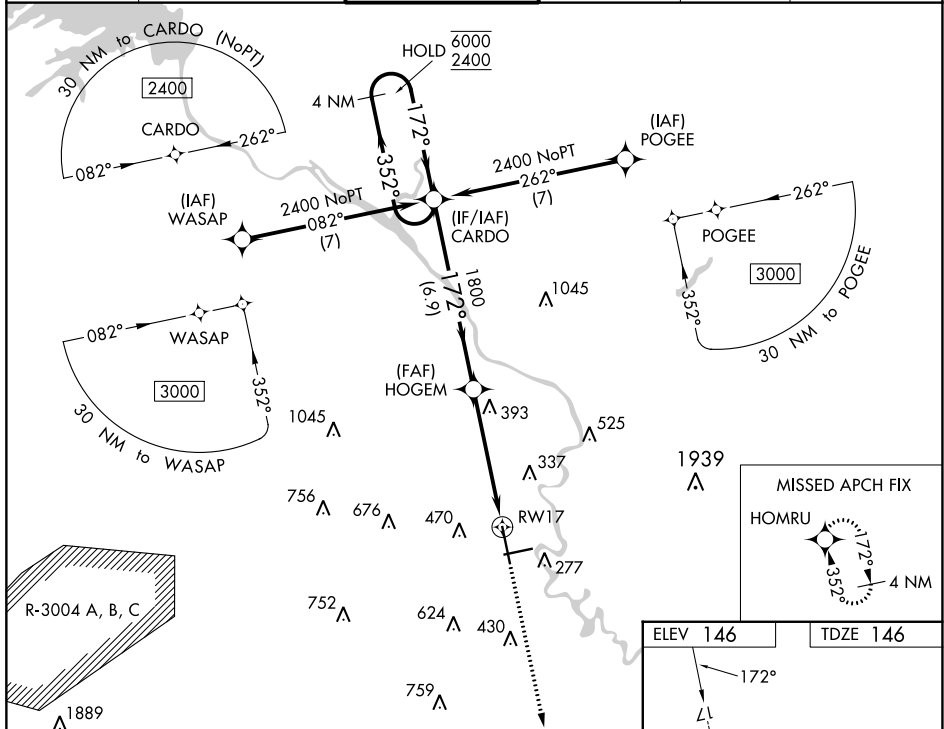 30 NM to CARDO (NoPT)
2400
CARDO
082°
262°
HOLD 6000
2400
4 NM
172°
352°
(IAF)
POGEE
2400 NoPT
262°
(7)
(IAF)
WASAP
2400 NoPT
082°
(7)
(IF/IAF)
CARDO
262°
POGEE
3000
352°
30 NM to POGEE
1800
172°
(6.9)
1045
082°
WASAP
3000
352°
30 NM to WASAP
(FAF)
HOGEM
393
1045
525
337
1939
756
676
470
RW17
277
MISSED APCH FIX
HOMRU
172°
352°
4 NM
R-3004 A, B, C
752
624
430
759
1889
ELEV 146
TDZE 146
172°
17